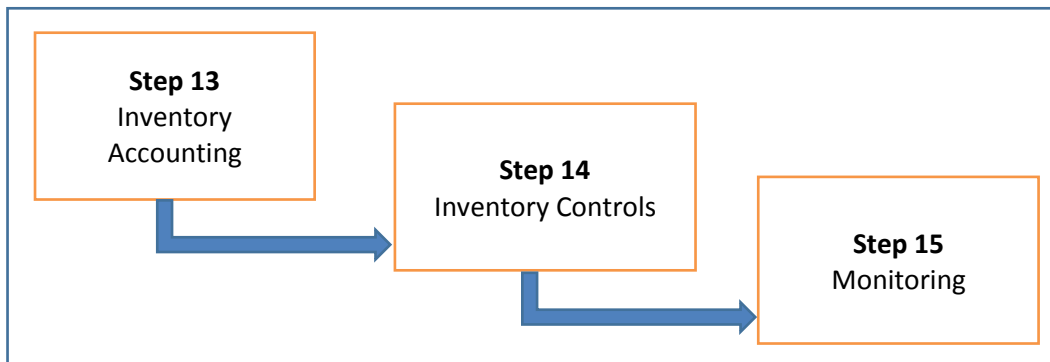 Step 13
Inventory
Accounting
Step 14
Inventory Controls
Step 15
Monitoring